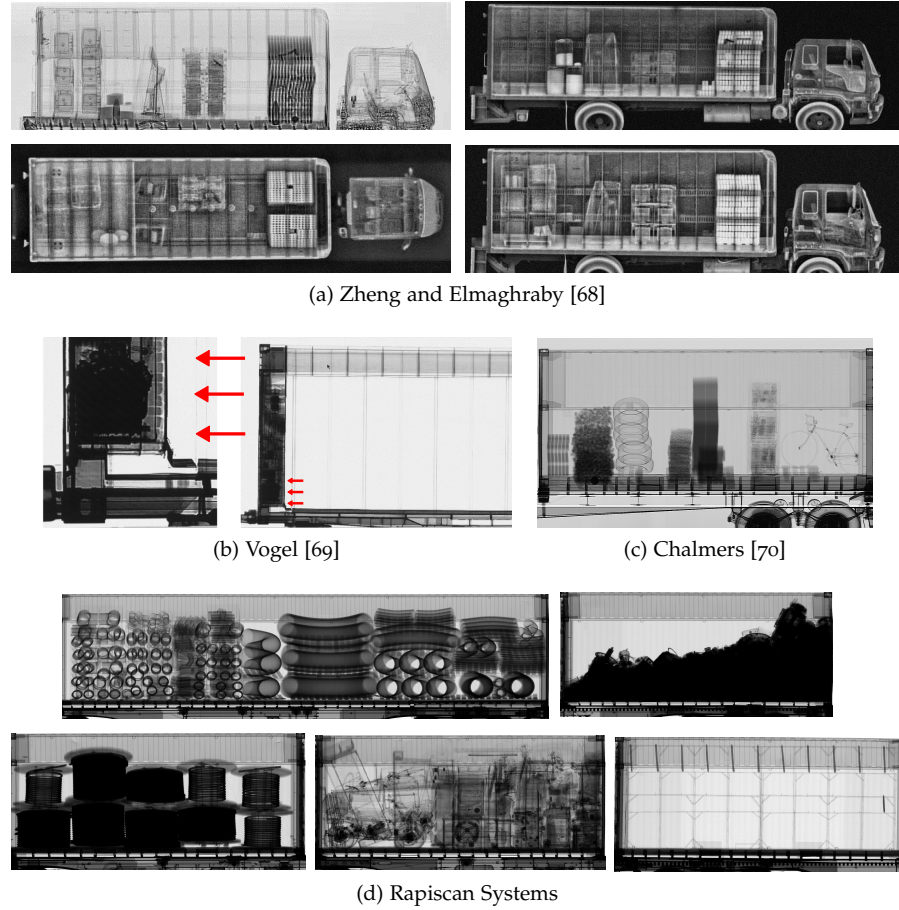 (a) Zheng and Elmaghraby [68]
(b) Vogel [69]
(c) Chalmers [70]
(d) Rapiscan Systems